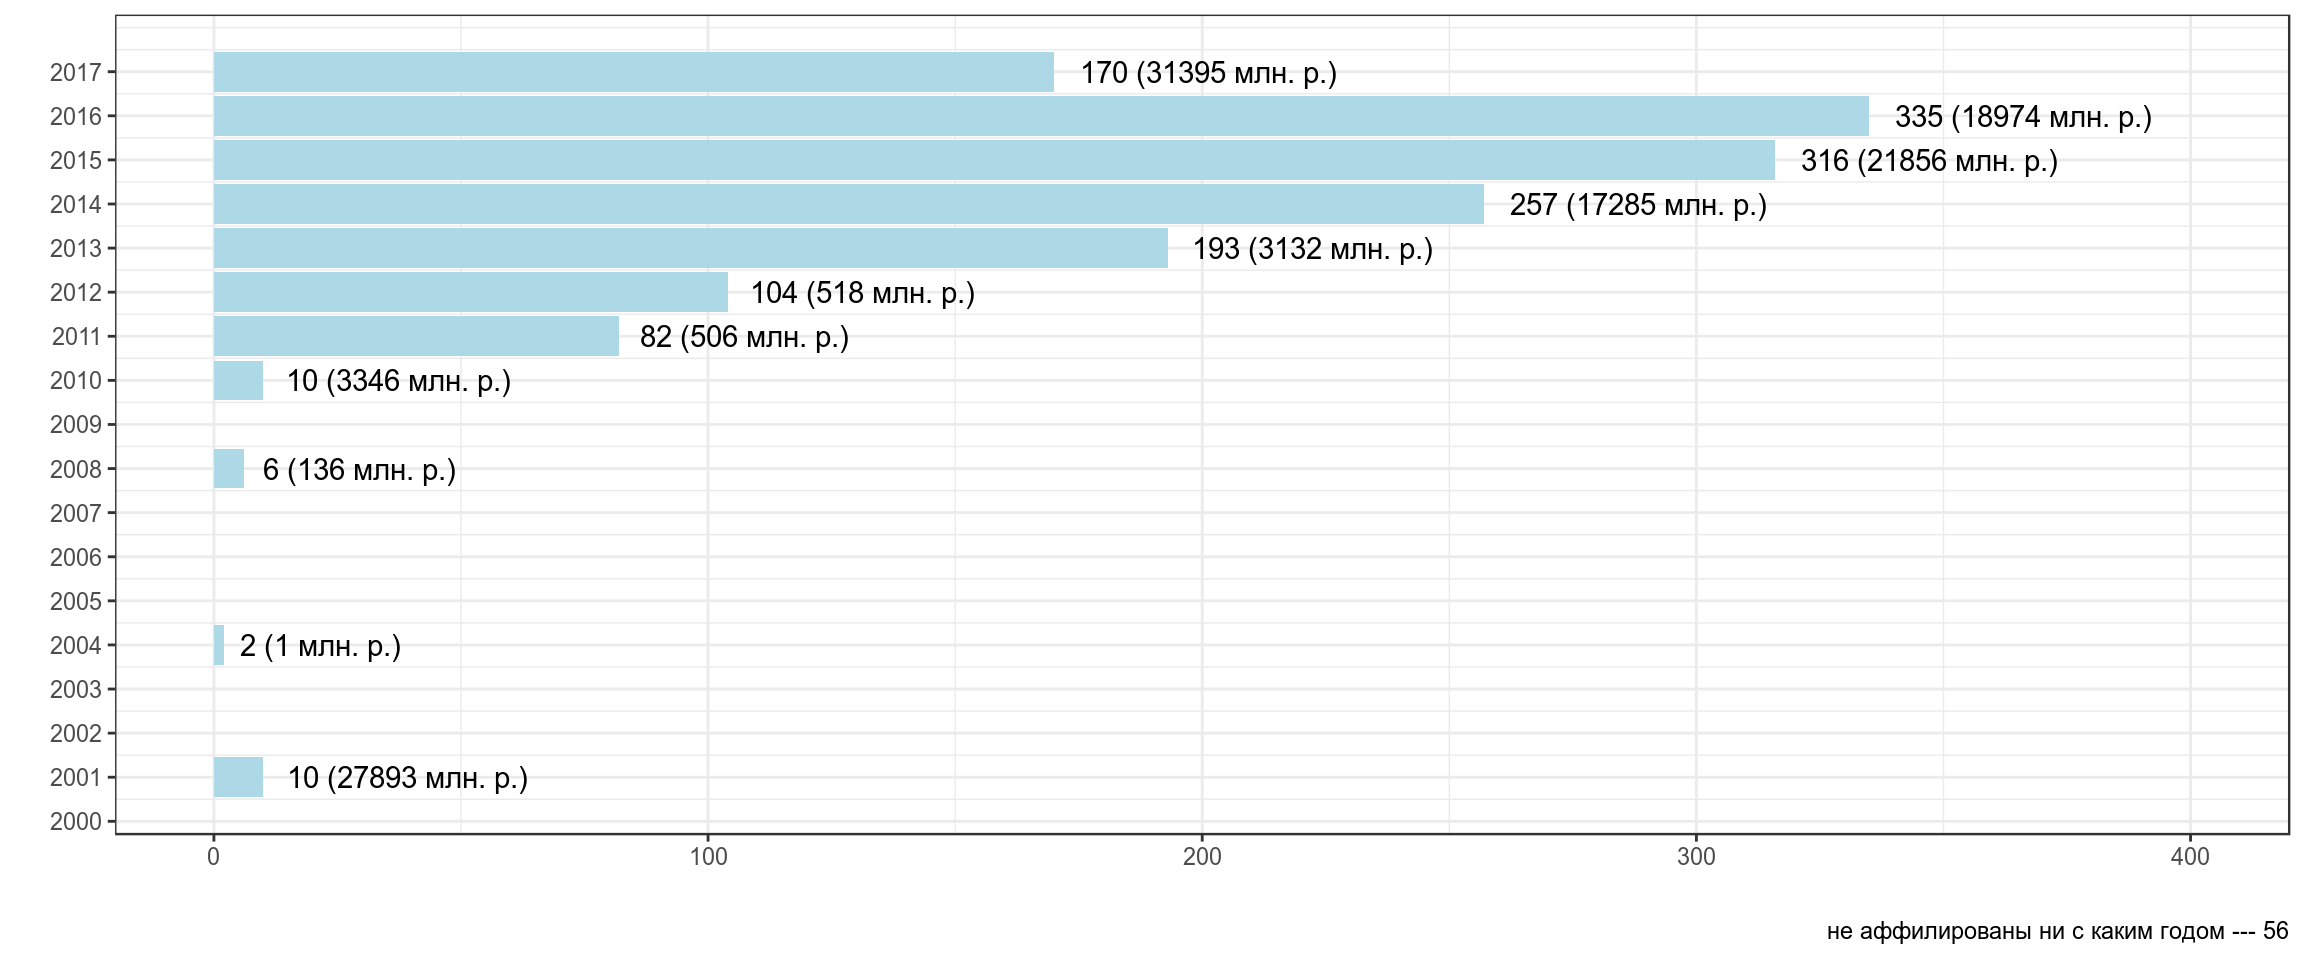 2017 170 (31395 млн. р.)
2016 335 (18974 млн. р.)
2015 316 (21856 млн. р.)
2014 257 (17285 млн. р.)
2013 193 (3132 млн. р.)
2012 104 (518 млн. р.)
2011 82 (506 млн. р.)
2010 10 (3346 млн. р.)
2009
2008 6 (136 млн. р.)
2007
2006
2005
2004 2 (1 млн. р.)
2003
2002
2001 10 (27893 млн. р.)
2000
0 100 200 300 400
не аффилированы ни с каким годом --- 56